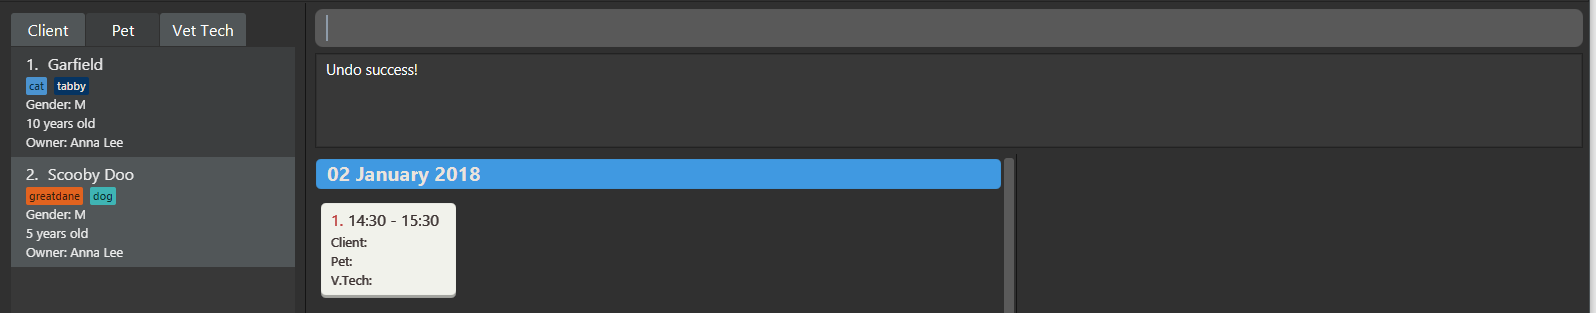 Client Pet Vet Tech
1. Garfield
cat tabby
Gender: M
10 years old
Owner: Anna Lee
2. Scooby Doo
greatdane dog
Gender: M
5 years old
Owner: Anna Lee
Undo success!
02 January 2018
1. 14:30 - 15:30
Client:
Pet:
V.Tech: